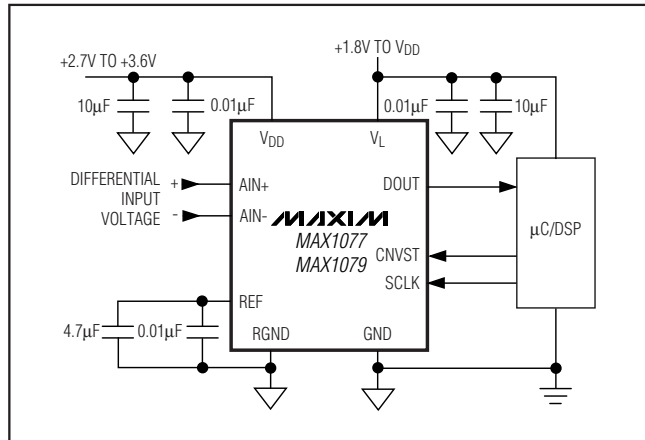 +2.7V TO +3.6V
+1.8V TO VDD
10µF
0.01µF
0.01µF
10µF
VDD
VL
DIFFERENTIAL
INPUT
VOLTAGE
+
-
AIN+
AIN-
DOUT
MAXIM
MAX1077
MAX1079
µC/DSP
CNVST
SCLK
REF
4.7µF
0.01µF
RGND
GND